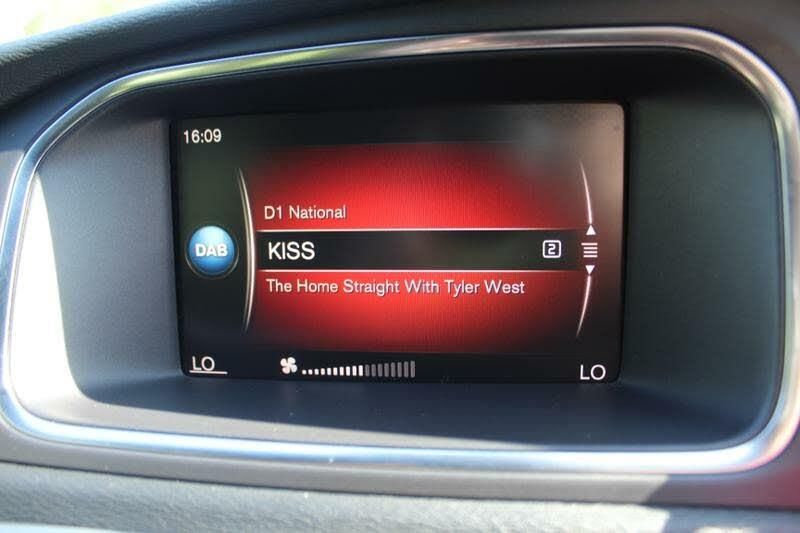 16:09
D1 National
DAB
KISS
2
The Home Straight With Tyler West
LO
LO